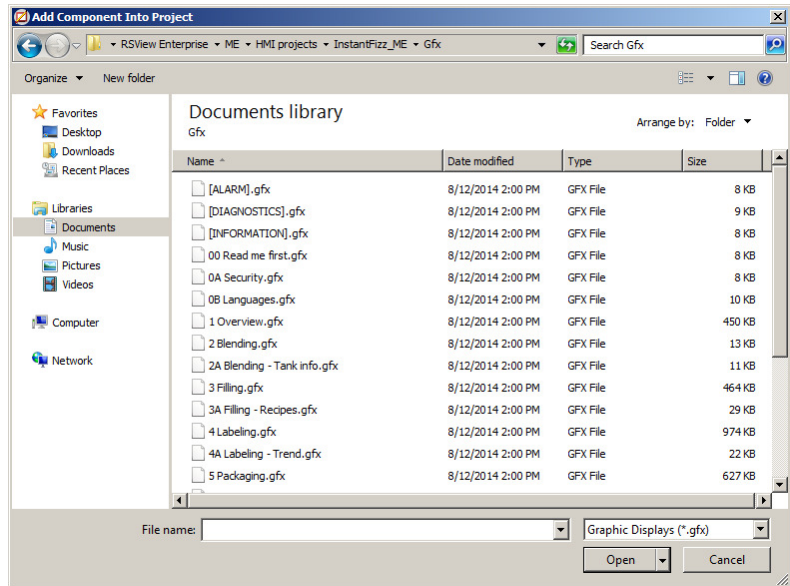 Add Component Into Project
RSView Enterprise ▾ ME ▾ HMI projects ▾ InstantFizz_ME ▾ Gfx
Search Gfx
Organize ▾ New folder
Favorites
Desktop
Downloads
Recent Places
Libraries
Documents
Music
Pictures
Videos
Computer
Network
Documents library
Gfx
Arrange by: Folder ▾
Name Date modified Type Size
[ALARM].gfx 8/12/2014 2:00 PM GFX File 8 KB
[DIAGNOSTICS].gfx 8/12/2014 2:00 PM GFX File 9 KB
[INFORMATION].gfx 8/12/2014 2:00 PM GFX File 8 KB
00 Read me first.gfx 8/12/2014 2:00 PM GFX File 8 KB
0A Security.gfx 8/12/2014 2:00 PM GFX File 8 KB
0B Languages.gfx 8/12/2014 2:00 PM GFX File 10 KB
1 Overview.gfx 8/12/2014 2:00 PM GFX File 450 KB
2 Blending.gfx 8/12/2014 2:00 PM GFX File 13 KB
2A Blending - Tank info.gfx 8/12/2014 2:00 PM GFX File 11 KB
3 Filling.gfx 8/12/2014 2:00 PM GFX File 464 KB
3A Filling - Recipes.gfx 8/12/2014 2:00 PM GFX File 29 KB
4 Labeling.gfx 8/12/2014 2:00 PM GFX File 974 KB
4A Labeling - Trend.gfx 8/12/2014 2:00 PM GFX File 22 KB
5 Packaging.gfx 8/12/2014 2:00 PM GFX File 627 KB
File name:
Graphic Displays (*.gfx)
Open Cancel